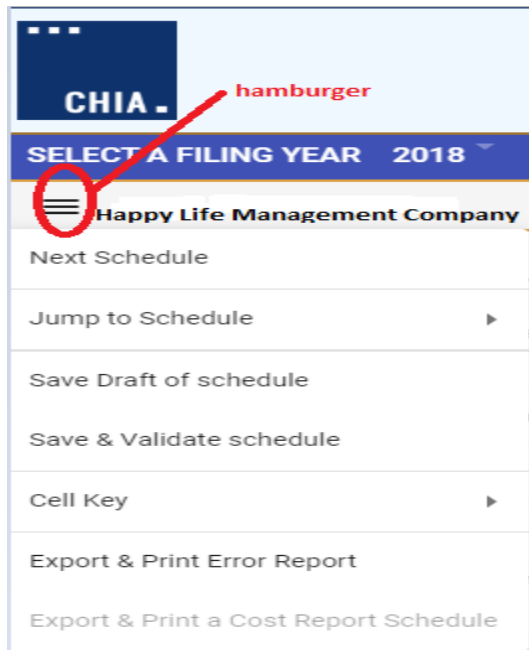 CHIA
hamburger
SELECT A FILING YEAR 2018
Happy Life Management Company
Next Schedule
Jump to Schedule
Save Draft of schedule
Save & Validate schedule
Cell Key
Export & Print Error Report
Export & Print a Cost Report Schedule